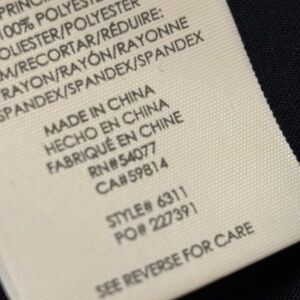 100% POLYESTER
POLIESTER/POLYESTER
M/RECORTAR/RÉDUIRE:
RAYON/RAYÓN/RAYONNE
SPANDEX/SPANDEX/SPANDEX
MADE IN CHINA
HECHO EN CHINA
FABRIQUÉ EN CHINE
RN#54077
CA#59814
STYLE# 6311
PO# 227391
SEE REVERSE FOR CARE